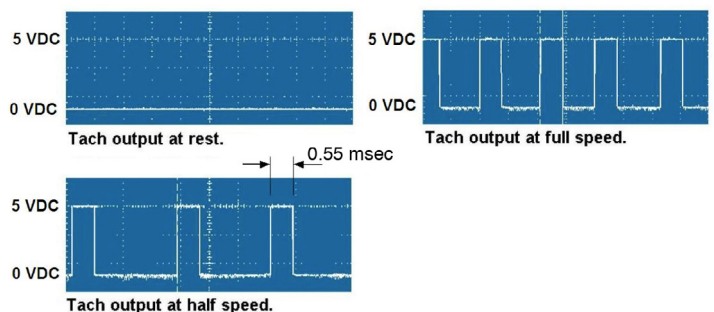 5 VDC
0 VDC
Tach output at rest.
5 VDC
0 VDC
Tach output at full speed.
0.55 msec
5 VDC
0 VDC
Tach output at half speed.